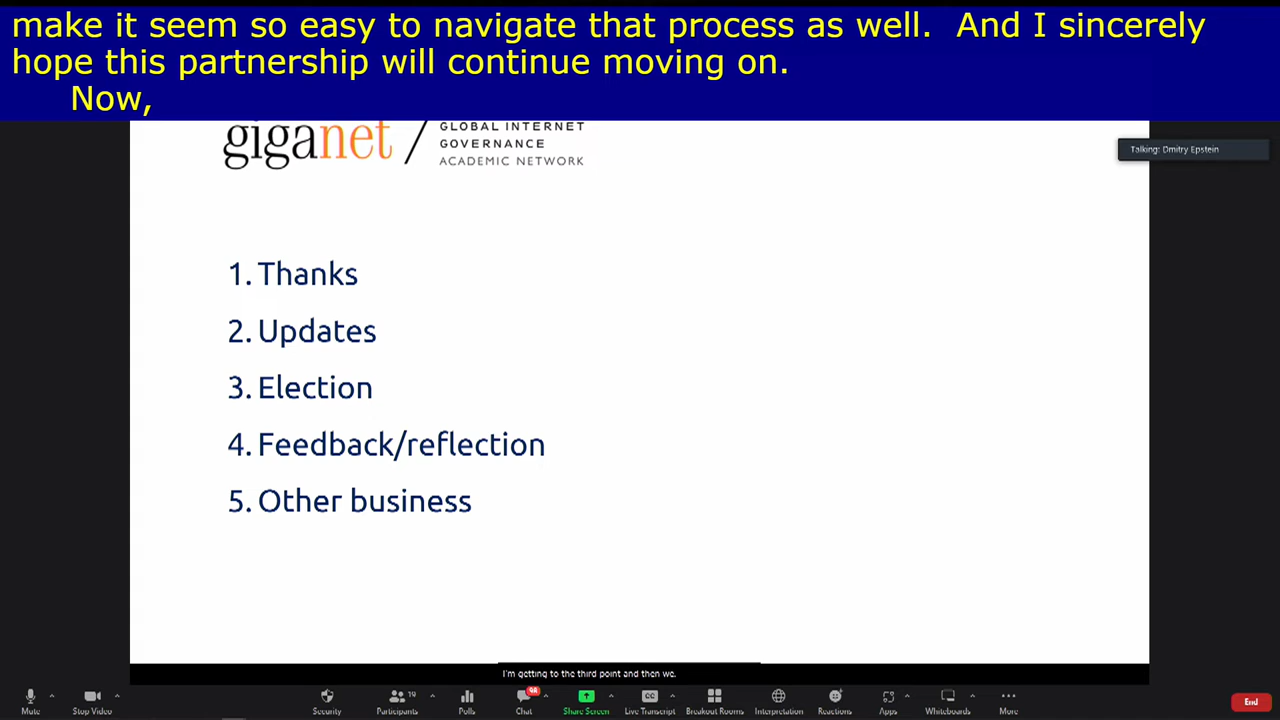 make it seem so easy to navigate that process as well.  And I sincerely
hope this partnership will continue moving on.
Now,
giganet / GLOBAL INTERNET
GOVERNANCE
ACADEMIC NETWORK
Talking: Dmitry Epstein
1. Thanks
2. Updates
3. Election
4. Feedback/reflection
5. Other business
I'm getting to the third point and then we.
Mute
Stop Video
Security
Participants 19
Polls
Chat
Share Screen
CC
Live Transcript
Breakout Rooms
Interpretation
Reactions
Apps
Whiteboards
More
End